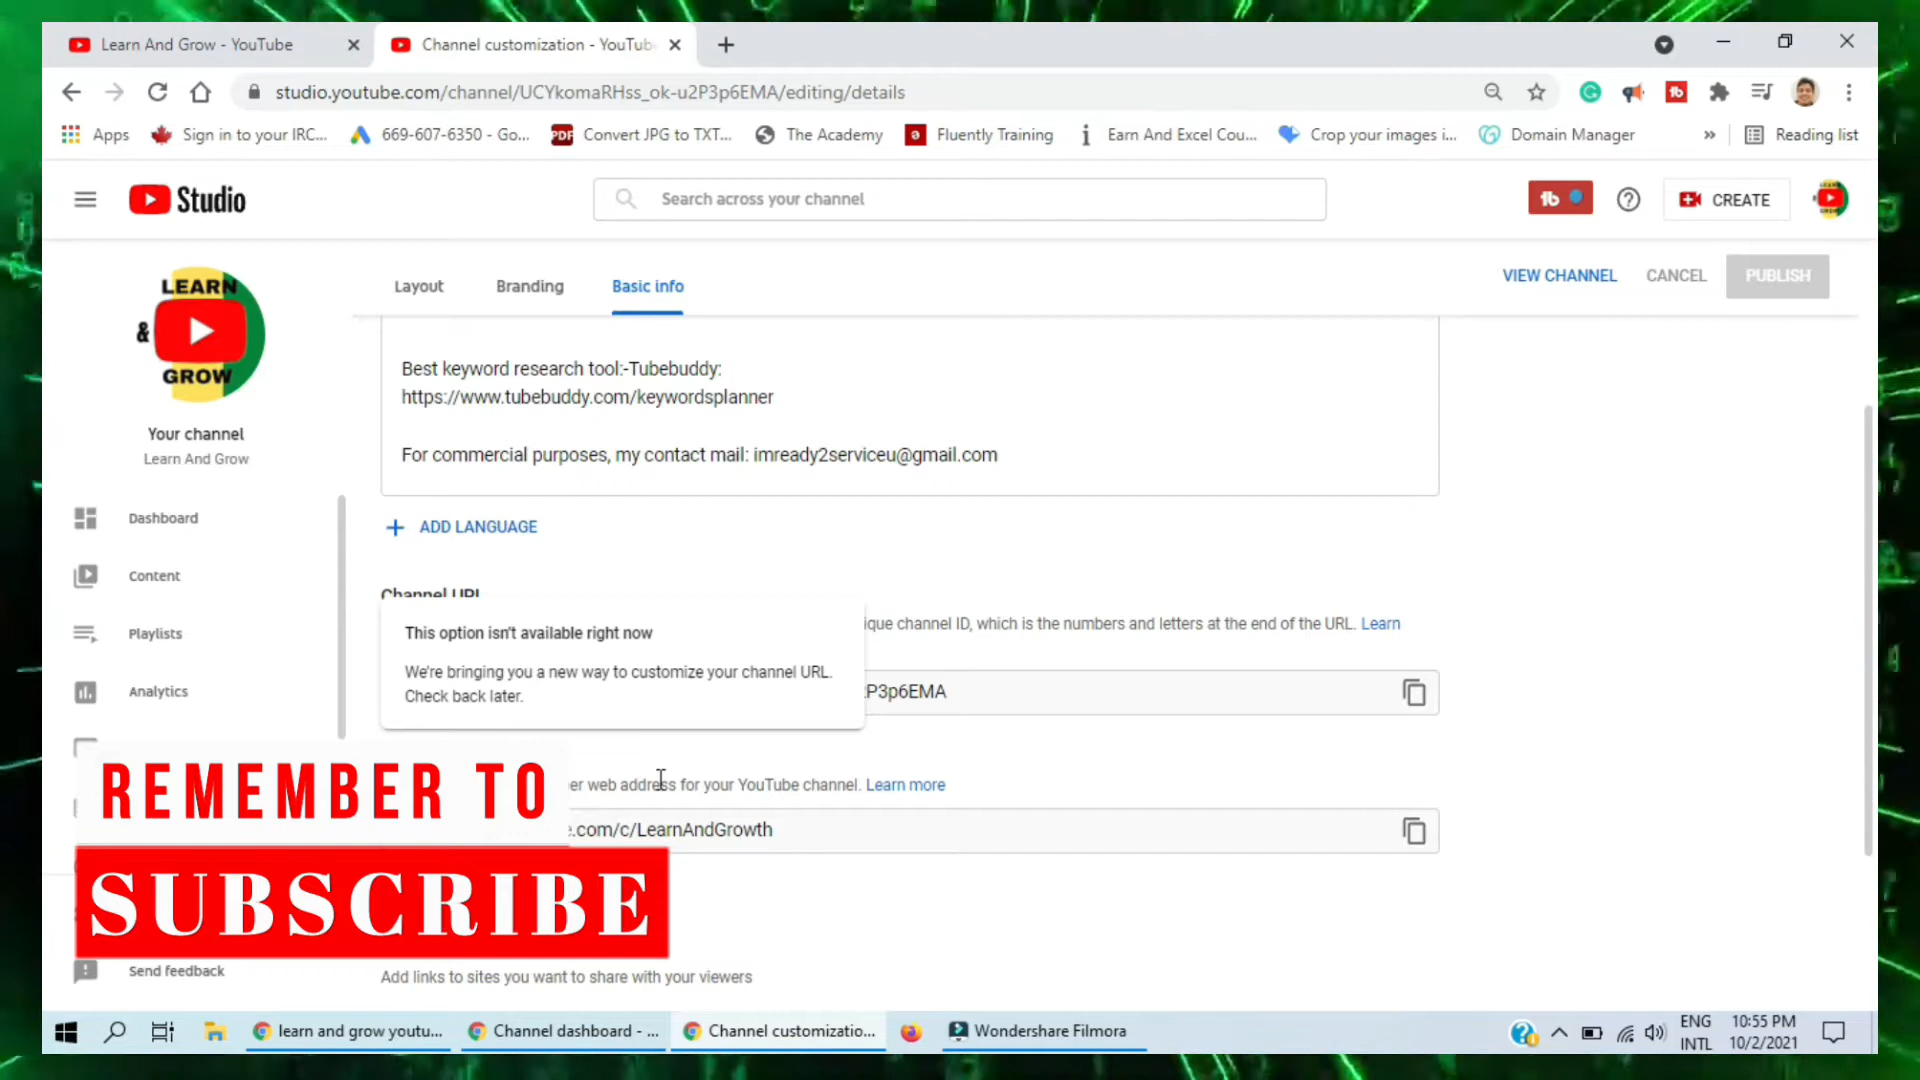 Learn And Grow - YouTube
Channel customization - YouTub
studio.youtube.com/channel/UCYkomaRHss_ok-u2P3p6EMA/editing/details
Apps
Sign in to your IRC...
669-607-6350 - Go...
PDF
Convert JPG to TXT...
The Academy
Fluently Training
Earn And Excel Cou...
Crop your images i...
Domain Manager
»
Reading list
Studio
Search across your channel
CREATE
LEARN
&
GROW
Layout
Branding
Basic info
VIEW CHANNEL
CANCEL
PUBLISH
Best keyword research tool:-Tubebuddy:
https://www.tubebuddy.com/keywordsplanner
For commercial purposes, my contact mail: imready2serviceu@gmail.com
Your channel
Learn And Grow
ADD LANGUAGE
Dashboard
Content
Playlists
Analytics
Channel URL
This option isn't available right now
We're bringing you a new way to customize your channel URL.
Check back later.
ique channel ID, which is the numbers and letters at the end of the URL. Learn
P3p6EMA
er web address for your YouTube channel. Learn more
e.com/c/LearnAndGrowth
REMEMBER TO
SUBSCRIBE
Send feedback
Add links to sites you want to share with your viewers
learn and grow youtu...
Channel dashboard - ...
Channel customizatio...
Wondershare Filmora
ENG
INTL
10:55 PM
10/2/2021